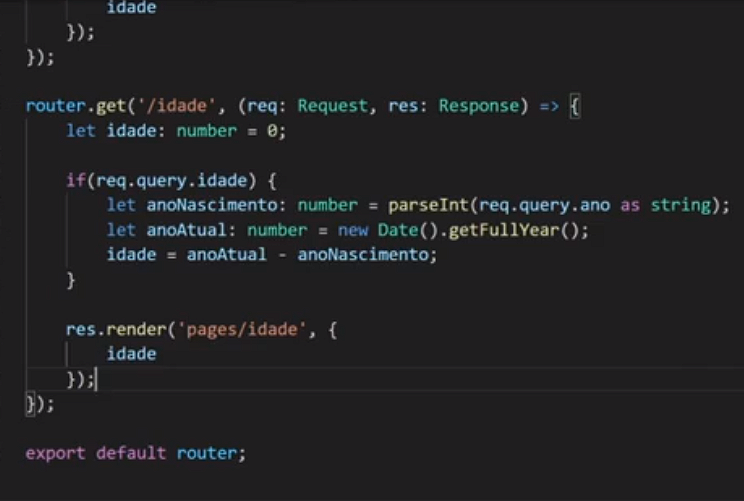 idade
});
});
router.get('/idade', (req: Request, res: Response) => {
let idade: number = 0;
if(req.query.idade) {
let anoNascimento: number = parseInt(req.query.ano as string);
let anoAtual: number = new Date().getFullYear();
idade = anoAtual - anoNascimento;
}
res.render('pages/idade', {
idade
});
});
export default router;